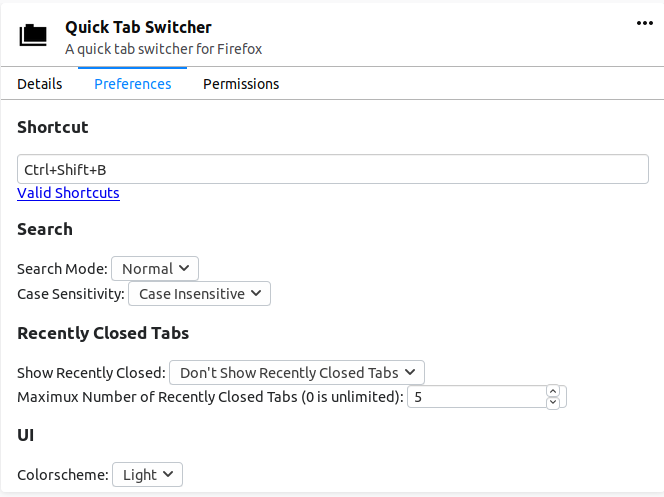 Quick Tab Switcher
A quick tab switcher for Firefox
Details Preferences Permissions
Shortcut
Ctrl+Shift+B
Valid Shortcuts
Search
Search Mode: Normal
Case Sensitivity: Case Insensitive
Recently Closed Tabs
Show Recently Closed: Don't Show Recently Closed Tabs
Maximux Number of Recently Closed Tabs (0 is unlimited): 5
UI
Colorscheme: Light